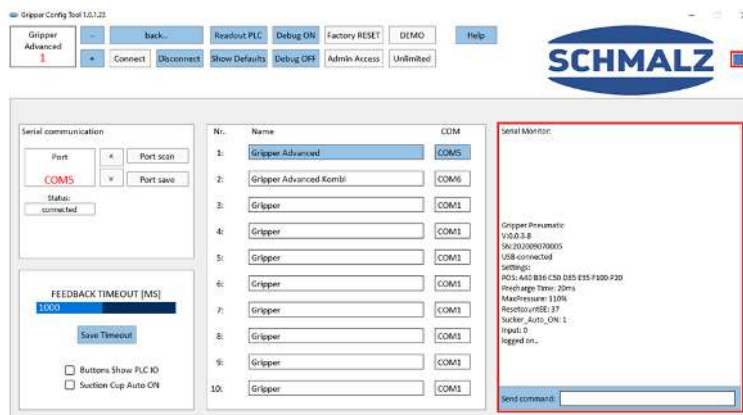 Gripper Config Tool 1.0.1.23
Gripper Advanced 1
-
+
back..
Connect
Disconnect
Readout PLC
Debug ON
Factory RESET
DEMO
Help
Show Defaults
Debug OFF
Admin Access
Unlimited
SCHMALZ
Serial communication
Port
COM5
<
Port scan
Port save
Status:
connected
FEEDBACK TIMEOUT [MS]
1000
Save Timeout
Buttons Show PLC IO
Suction Cup Auto ON
Nr. Name COM
1: Gripper Advanced COM5
2: Gripper Advanced Kombi COM6
3: Gripper COM1
4: Gripper COM1
5: Gripper COM1
6: Gripper COM1
7: Gripper COM1
8: Gripper COM1
9: Gripper COM1
10: Gripper COM1
Serial Monitor:
Gripper Pneumatic
V:0.0.3-8
SN:202009070005
USB-connected
Settings:
POS: A40 B16 C50 D85 E35 F100 P20
Precharge Time: 20ms
MaxPressure: 110%
ResetcountEE: 37
Sucker_Auto_ON: 1
Input: 0
logged on..
Send command: